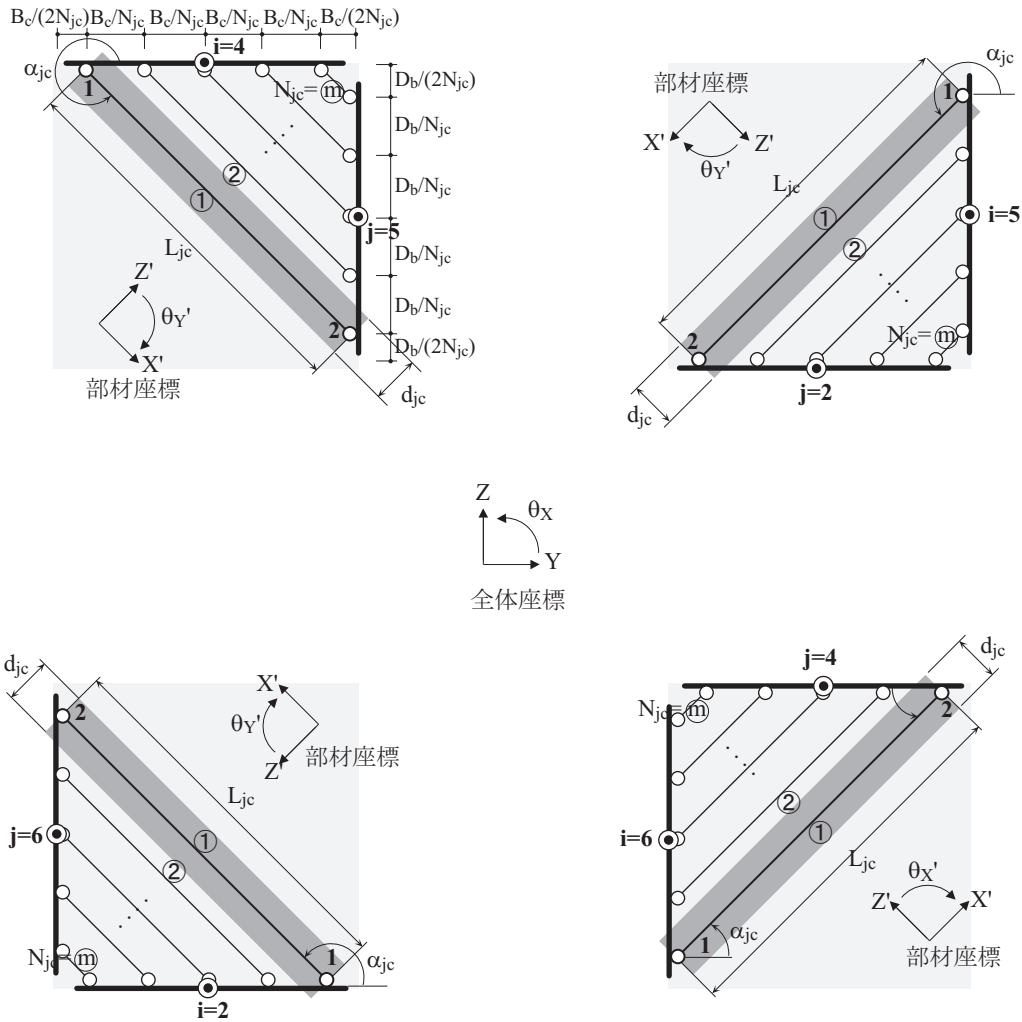 Bc/(2Njc) Bc/Njc Bc/Njc Bc/Njc Bc/Njc Bc/(2Njc)
i=4
αjc
1
Njc=ⓜ
Db/(2Njc)
Db/Njc
Db/Njc
②
①
Db/Njc
j=5
Ljc
Db/Njc
Z'
Db/Njc
θY'
2
Db/(2Njc)
X'
部材座標
djc
αjc
部材座標
1
X'
Z'
θY'
Ljc
①
i=5
②
Njc=ⓜ
2
j=2
djc
Z
θX
Y
全体座標
djc
X'
2
θY'
部材座標
Z'
Ljc
j=6
①
②
Njc=ⓜ
1
αjc
i=2
j=4
djc
Njc=ⓜ
2
②
i=6
①
Ljc
θX'
Z'
X'
αjc
1
部材座標